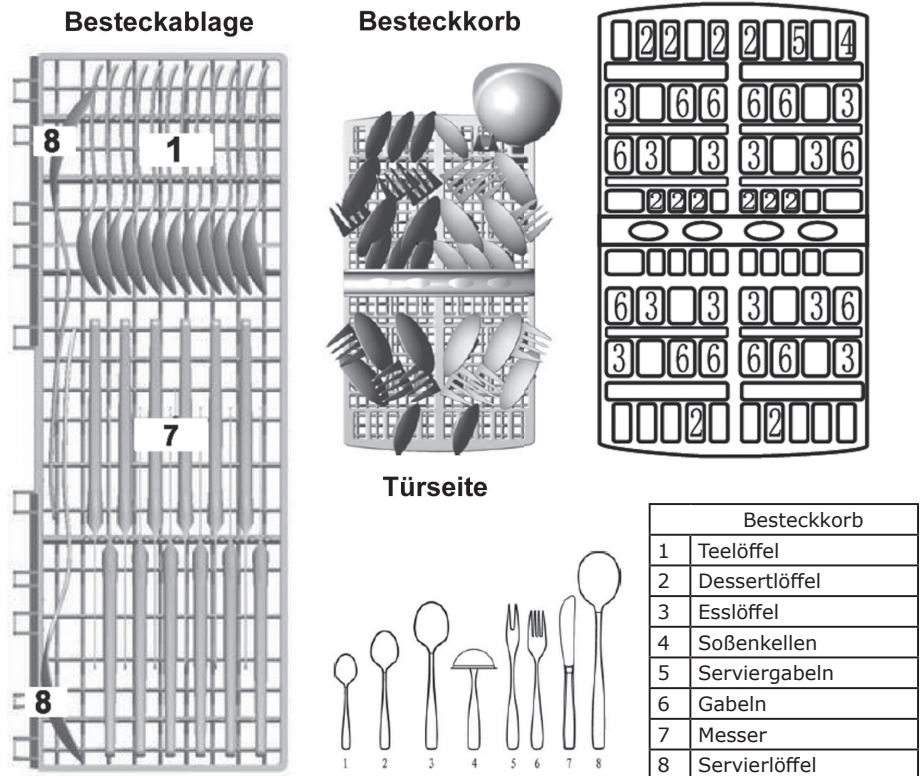 Besteckablage
Besteckkorb
2 2 2 2 5 4
3 6 6 6 6 3
6 3 3 3 3 6
2 2 2 2 2 2
6 3 3 3 3 6
3 6 6 6 6 3
2 2
8
1
7
8
Türseite
1 2 3 4 5 6 7 8
Besteckkorb
1 Teelöffel
2 Dessertlöffel
3 Esslöffel
4 Soßenkellen
5 Serviergabeln
6 Gabeln
7 Messer
8 Servierlöffel